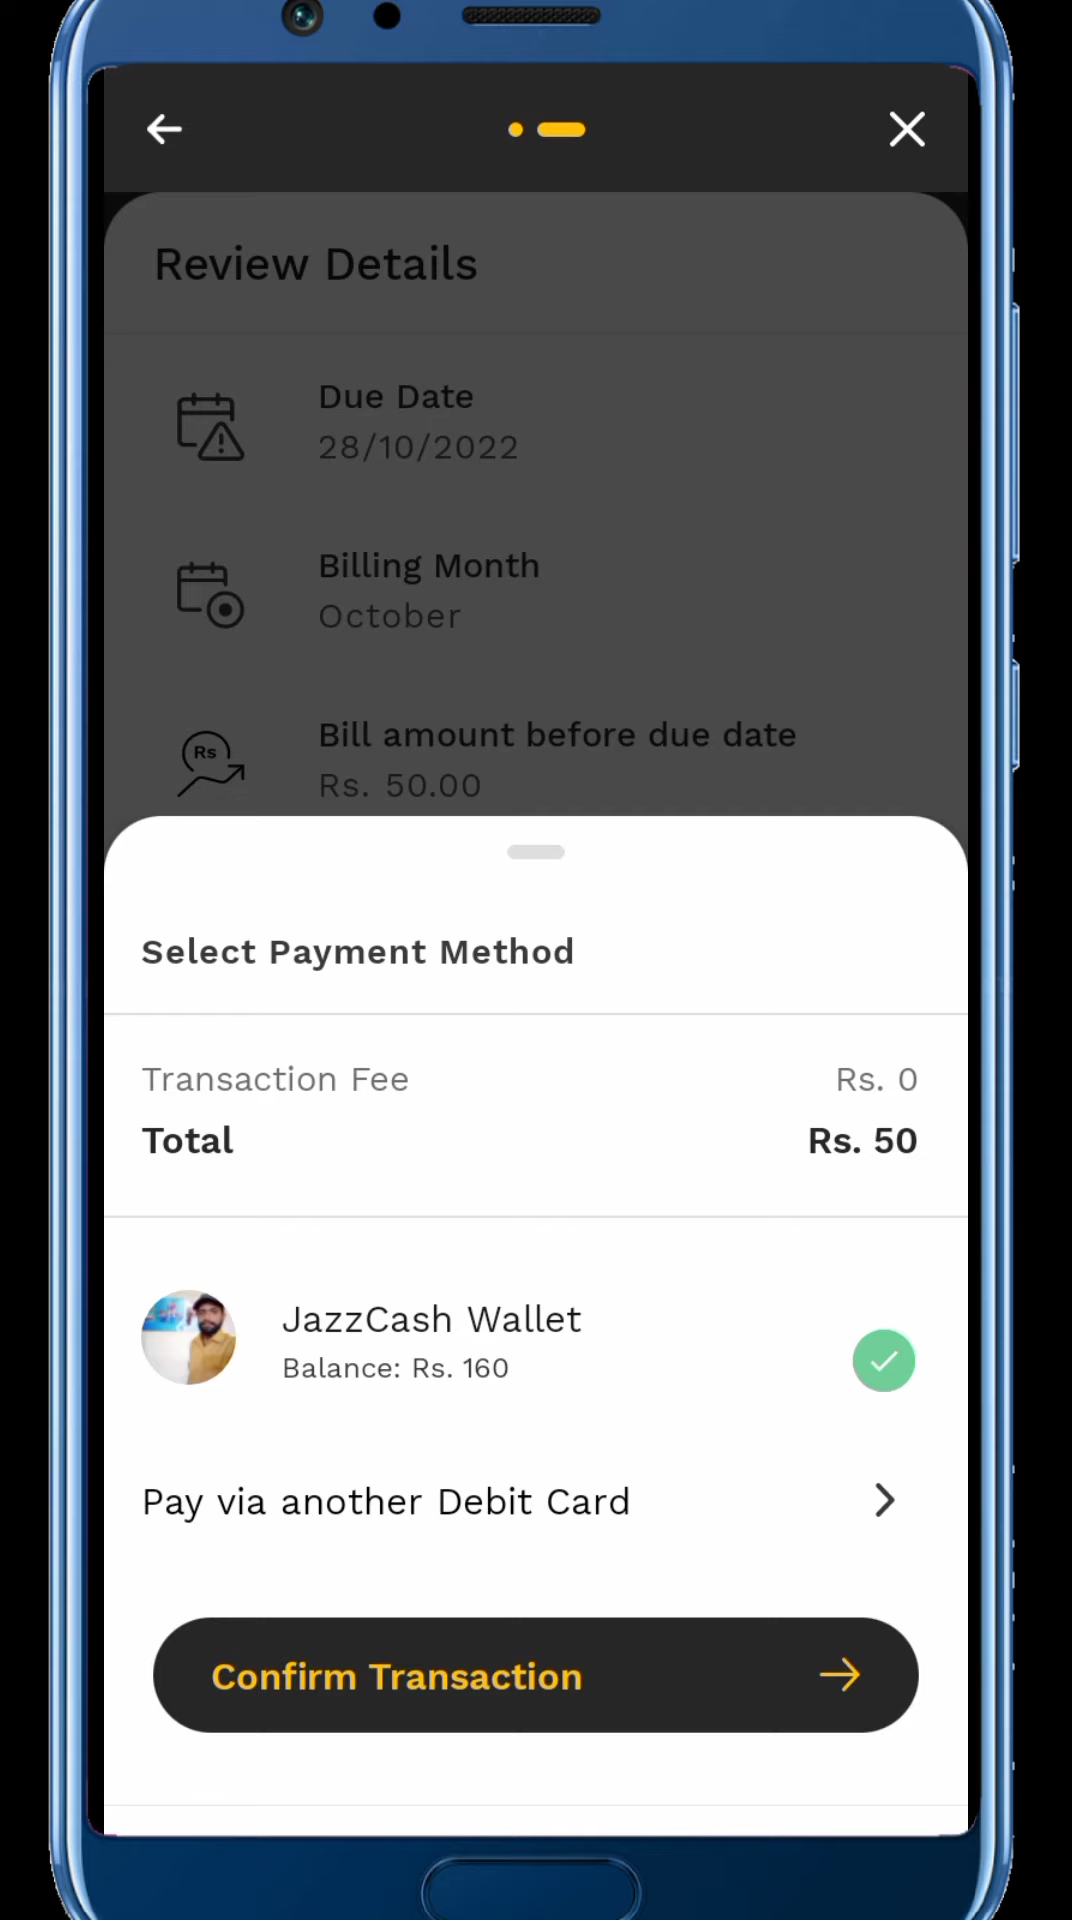 Review Details
Due Date
28/10/2022
Billing Month
October
Rs
Bill amount before due date
Rs. 50.00
Select Payment Method
Transaction Fee Rs. 0
Total Rs. 50
JazzCash Wallet
Balance: Rs. 160
Pay via another Debit Card
Confirm Transaction